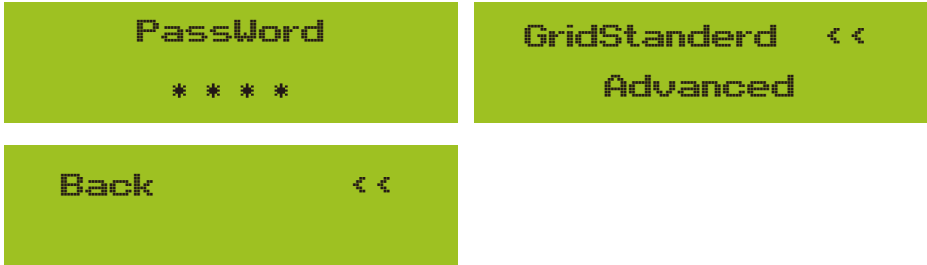 PassWord
* * * *
GridStanderd <<
Advanced
Back <<